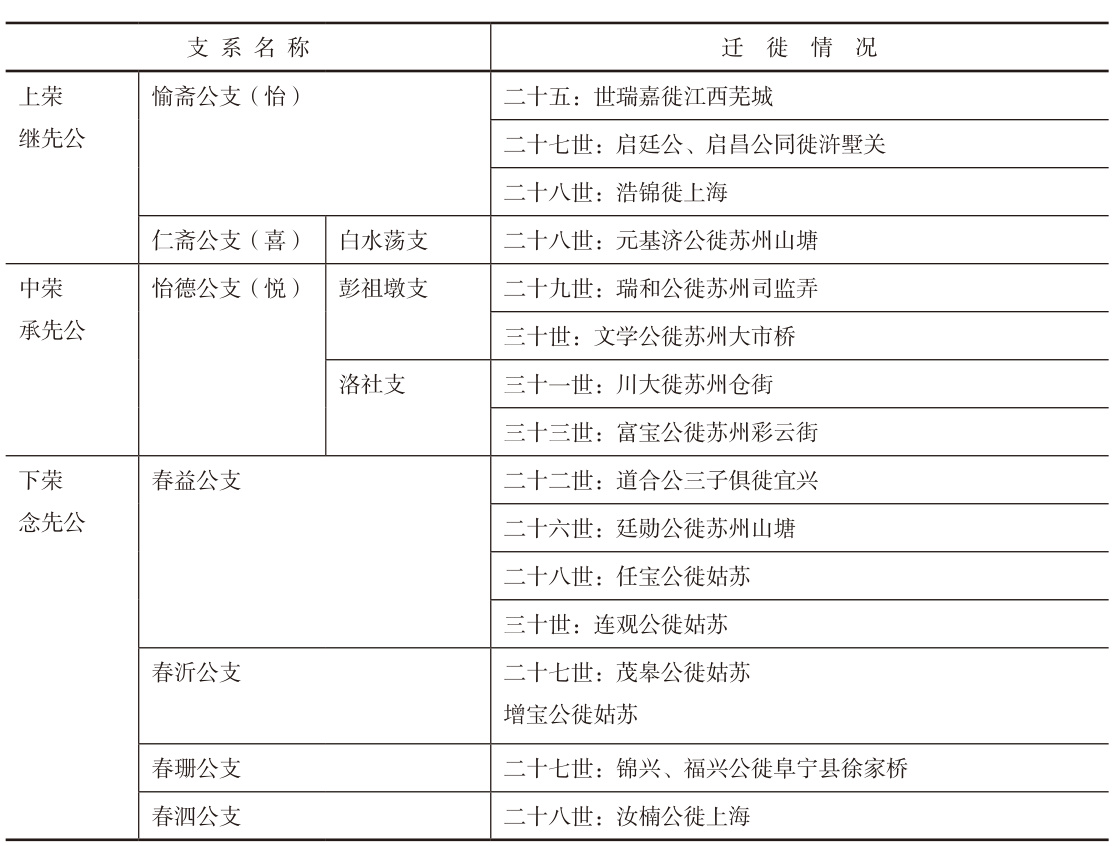 支系名称 迁徙情况
上荣 愉斋公支（怡） 二十五：世瑞嘉徙江西芜城
继先公
二十七世：启廷公、启昌公同徙浒墅关
二十八世：浩锦徙上海
仁斋公支（喜） 白水荡支 二十八世：元基济公徙苏州山塘
中荣 怡德公支（悦） 彭祖墩支 二十九世：瑞和公徙苏州司监弄
承先公
三十世：文学公徙苏州大市桥
洛社支 三十一世：川大徙苏州仓街
三十三世：富宝公徙苏州彩云街
下荣 春益公支 二十二世：道合公三子俱徙宜兴
念先公
二十六世：廷勋公徙苏州山塘
二十八世：任宝公徙姑苏
三十世：连观公徙姑苏
春沂公支 二十七世：茂皋公徙姑苏
增宝公徙姑苏
春珊公支 二十七世：锦兴、福兴公徙阜宁县徐家桥
春泗公支 二十八世：汝楠公徙上海